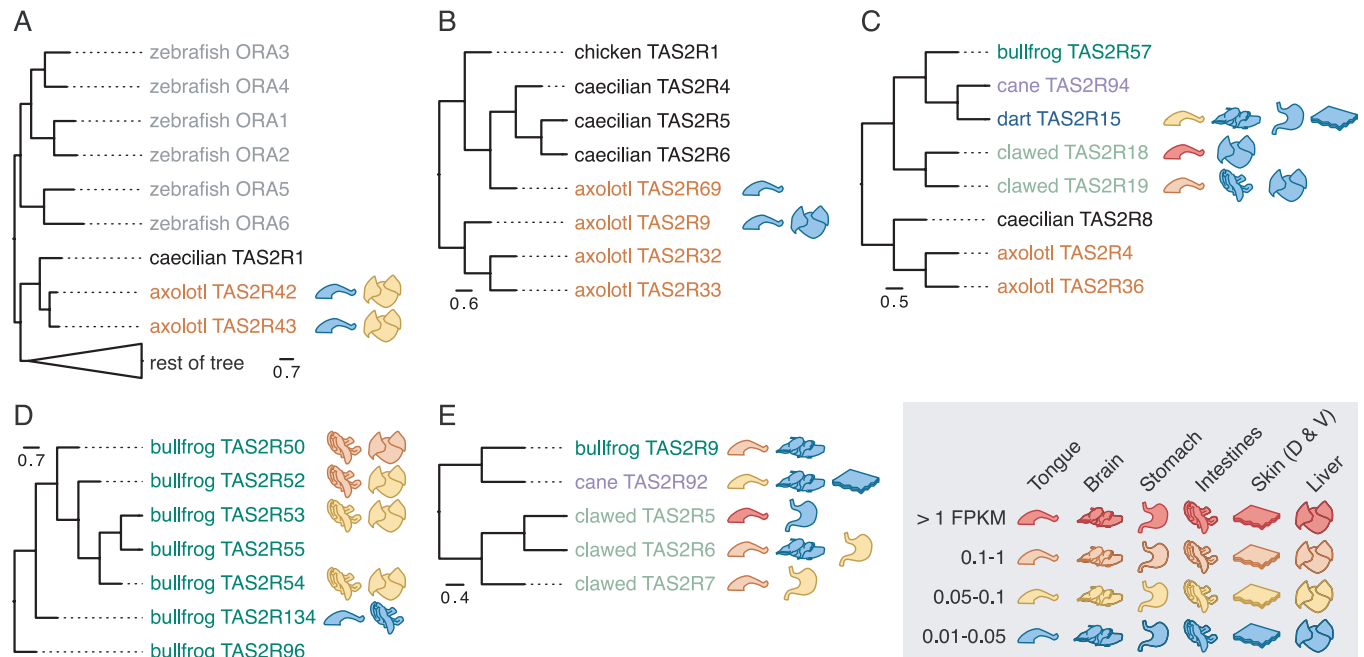 A
zebrafish ORA3
zebrafish ORA4
zebrafish ORA1
zebrafish ORA2
zebrafish ORA5
zebrafish ORA6
caecilian TAS2R1
axolotl TAS2R42
axolotl TAS2R43
rest of tree
0.7
B
chicken TAS2R1
caecilian TAS2R4
caecilian TAS2R5
caecilian TAS2R6
axolotl TAS2R69
axolotl TAS2R9
axolotl TAS2R32
axolotl TAS2R33
0.6
C
bullfrog TAS2R57
cane TAS2R94
dart TAS2R15
clawed TAS2R18
clawed TAS2R19
caecilian TAS2R8
axolotl TAS2R4
axolotl TAS2R36
0.5
D
0.7
bullfrog TAS2R50
bullfrog TAS2R52
bullfrog TAS2R53
bullfrog TAS2R55
bullfrog TAS2R54
bullfrog TAS2R134
bullfrog TAS2R96
E
bullfrog TAS2R9
cane TAS2R92
clawed TAS2R5
clawed TAS2R6
clawed TAS2R7
0.4
Tongue
Brain
Stomach
Intestines
Skin (D & V)
Liver
> 1 FPKM
0.1-1
0.05-0.1
0.01-0.05